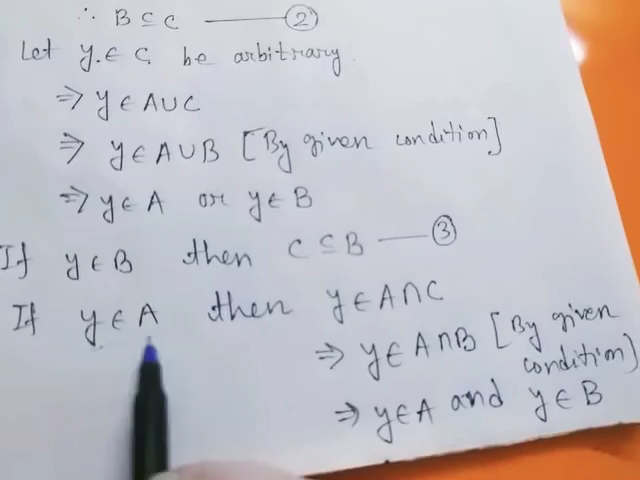 ∴ B ⊆ C ——— ②
Let y ∈ C be arbitrary.
⇒ y ∈ A∪C
⇒ y ∈ A∪B [By given condition]
⇒ y ∈ A or y ∈ B
If y ∈ B then C ⊆ B —— ③
If y ∈ A then y ∈ A∩C
⇒ y ∈ A∩B [By given
condition]
⇒ y ∈ A and y ∈ B